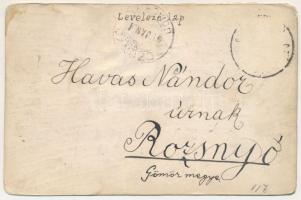 Levelező-lap
Havas Nándor
úrnak
Rozsnyó
Gömör megye